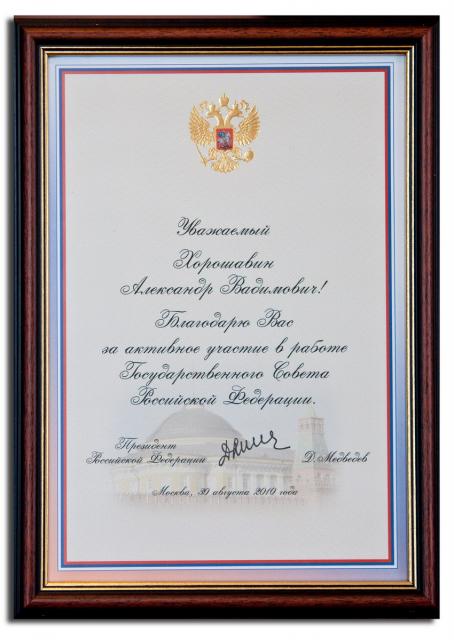 Уважаемый
Хорошавин
Александр Вадимович!
Благодарю Вас
за активное участие в работе
Государственного Совета
Российской Федерации.
Президент
Российской Федерации
Д. Медведев
Москва, 30 августа 2010 года